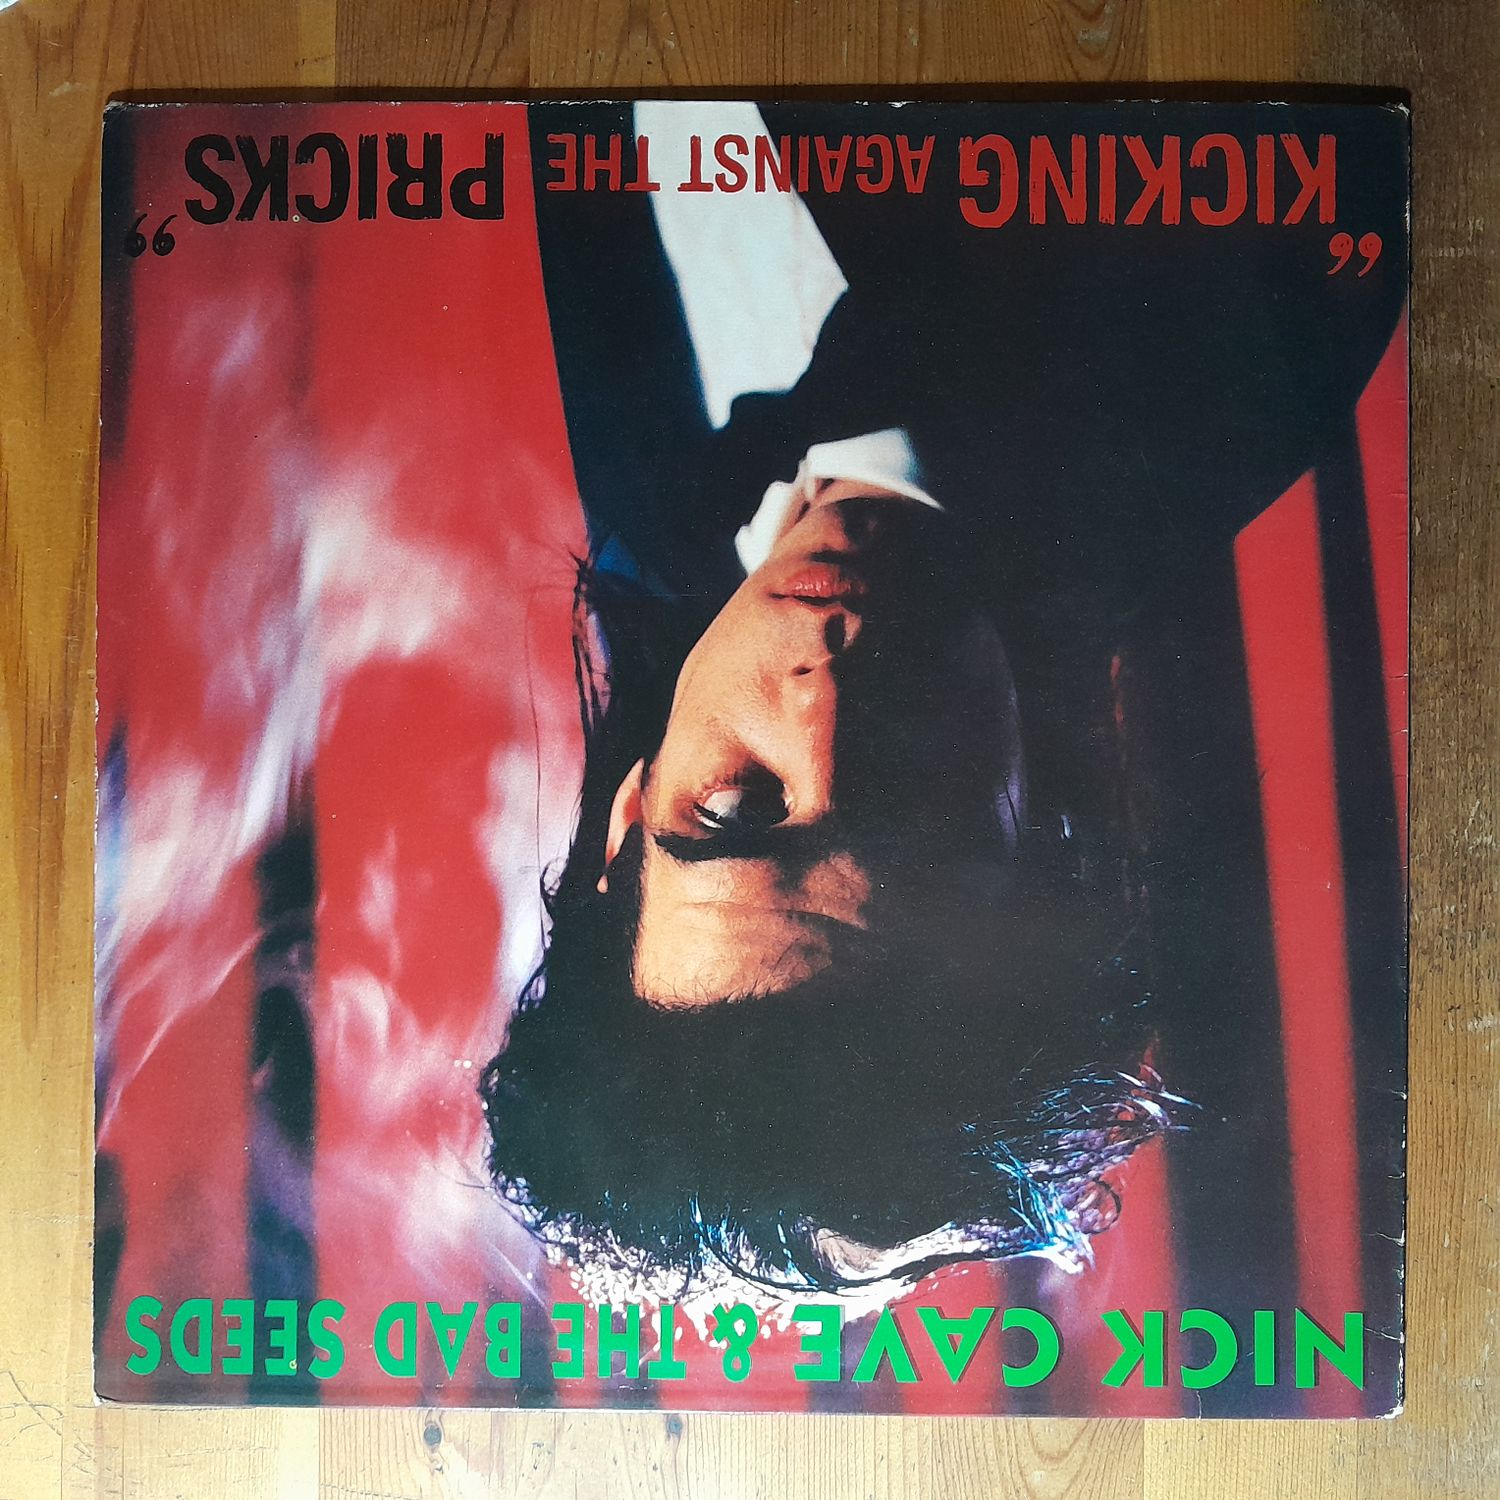 NICK CAVE & THE BAD SEEDS
"KICKING AGAINST THE PRICKS"